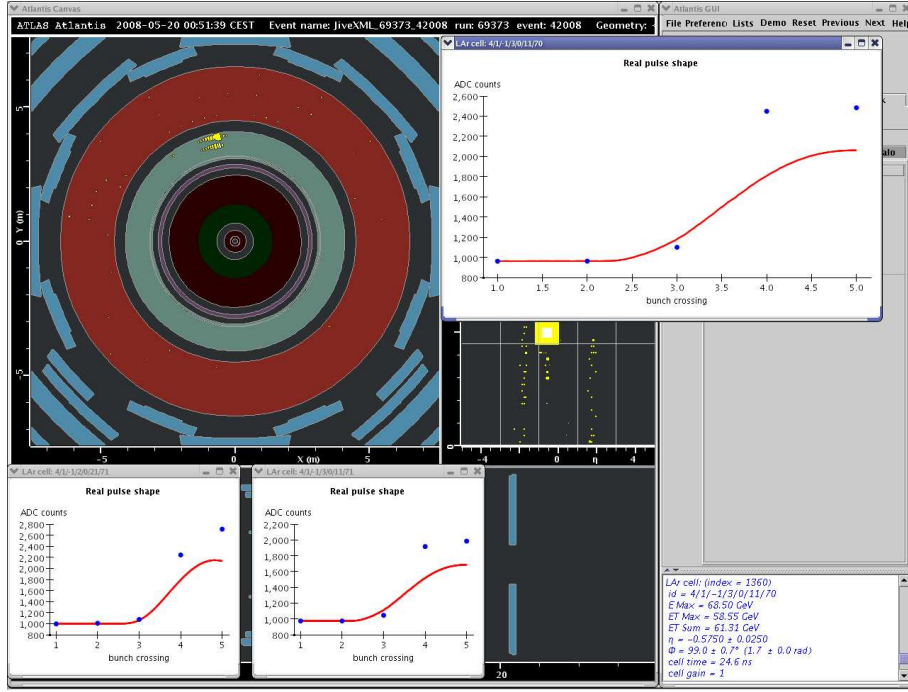 Atlantis Canvas
ATLAS Atlantis 2008-05-20 00:51:39 CEST Event name: JiveXML_69373_42008 run: 69373 event: 42008 Geometry:
Atlantis GUI
File Preferenc Lists Demo Reset Previous Next Help
LAr cell: 4/1/-1/3/0/11/70
Real pulse shape
ADC counts
2,600
2,400
2,200
2,000
1,800
1,600
1,400
1,200
1,000
800
1.0 1.5 2.0 2.5 3.0 3.5 4.0 4.5 5.0
bunch crossing
alo
5
0 Y (m)
-5
-5 0 X (m) 5
0
-4 -2 0 η 4
LAr cell: 4/1/-1/2/0/21/71
Real pulse shape
ADC counts
2,800
2,600
2,400
2,200
2,000
1,800
1,600
1,400
1,200
1,000
800
1 2 3 4 5
bunch crossing
LAr cell: 4/1/-1/3/0/11/71
Real pulse shape
ADC counts
2,200
2,000
1,800
1,600
1,400
1,200
1,000
800
1 2 3 4 5
bunch crossing
20
LAr cell: (index = 1360)
id = 4/1/-1/3/0/11/70
E Max = 68.50 GeV
ET Max = 58.55 GeV
ET Sum = 61.31 GeV
η = -0.5750 ± 0.0250
Φ = 99.0 ± 0.7° (1.7 ± 0.0 rad)
cell time = 24.6 ns
cell gain = 1